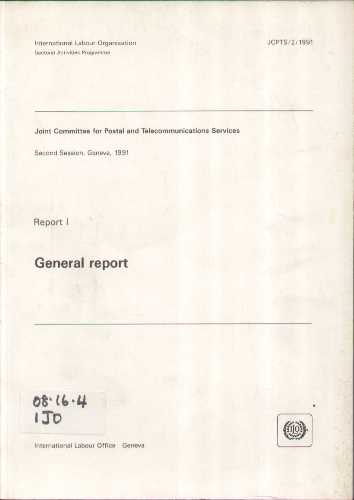 International Labour Organisation
JCPTS/2/1991
Sectoral Activities Programme
Joint Committee for Postal and Telecommunications Services
Second Session, Geneva, 1991
Report I
General report
08·16·4
IJO
International Labour Office Geneva